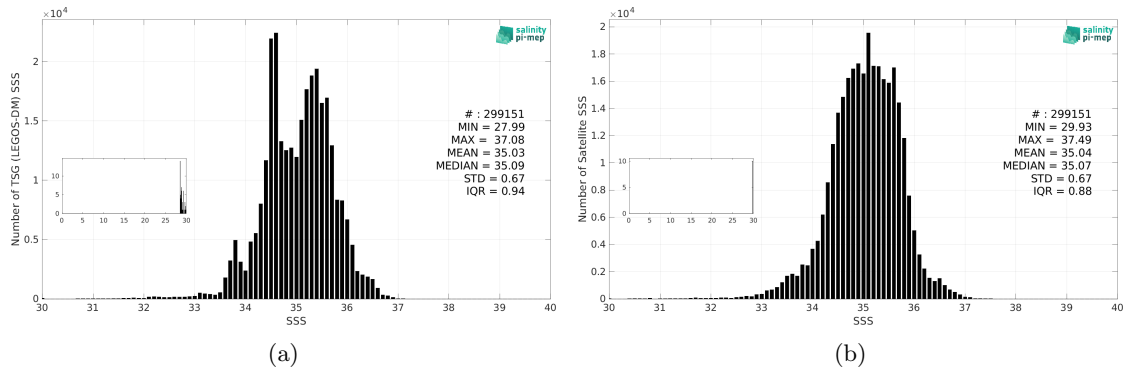 ×10⁴
salinity
pi-mep
Number of TSG (LEGOS-DM) SSS
2
1.5
1
0.5
0
# : 299151
MIN = 27.99
MAX = 37.08
MEAN = 35.03
MEDIAN = 35.09
STD = 0.67
IQR = 0.94
10
5
0
0 5 10 15 20 25 30
30 31 32 33 34 35 36 37 38 39 40
SSS
(a)
×10⁴
salinity
pi-mep
Number of Satellite SSS
2
1.8
1.6
1.4
1.2
1
0.8
0.6
0.4
0.2
0
# : 299151
MIN = 29.93
MAX = 37.49
MEAN = 35.04
MEDIAN = 35.07
STD = 0.67
IQR = 0.88
10
5
0
0 5 10 15 20 25 30
30 31 32 33 34 35 36 37 38 39 40
SSS
(b)